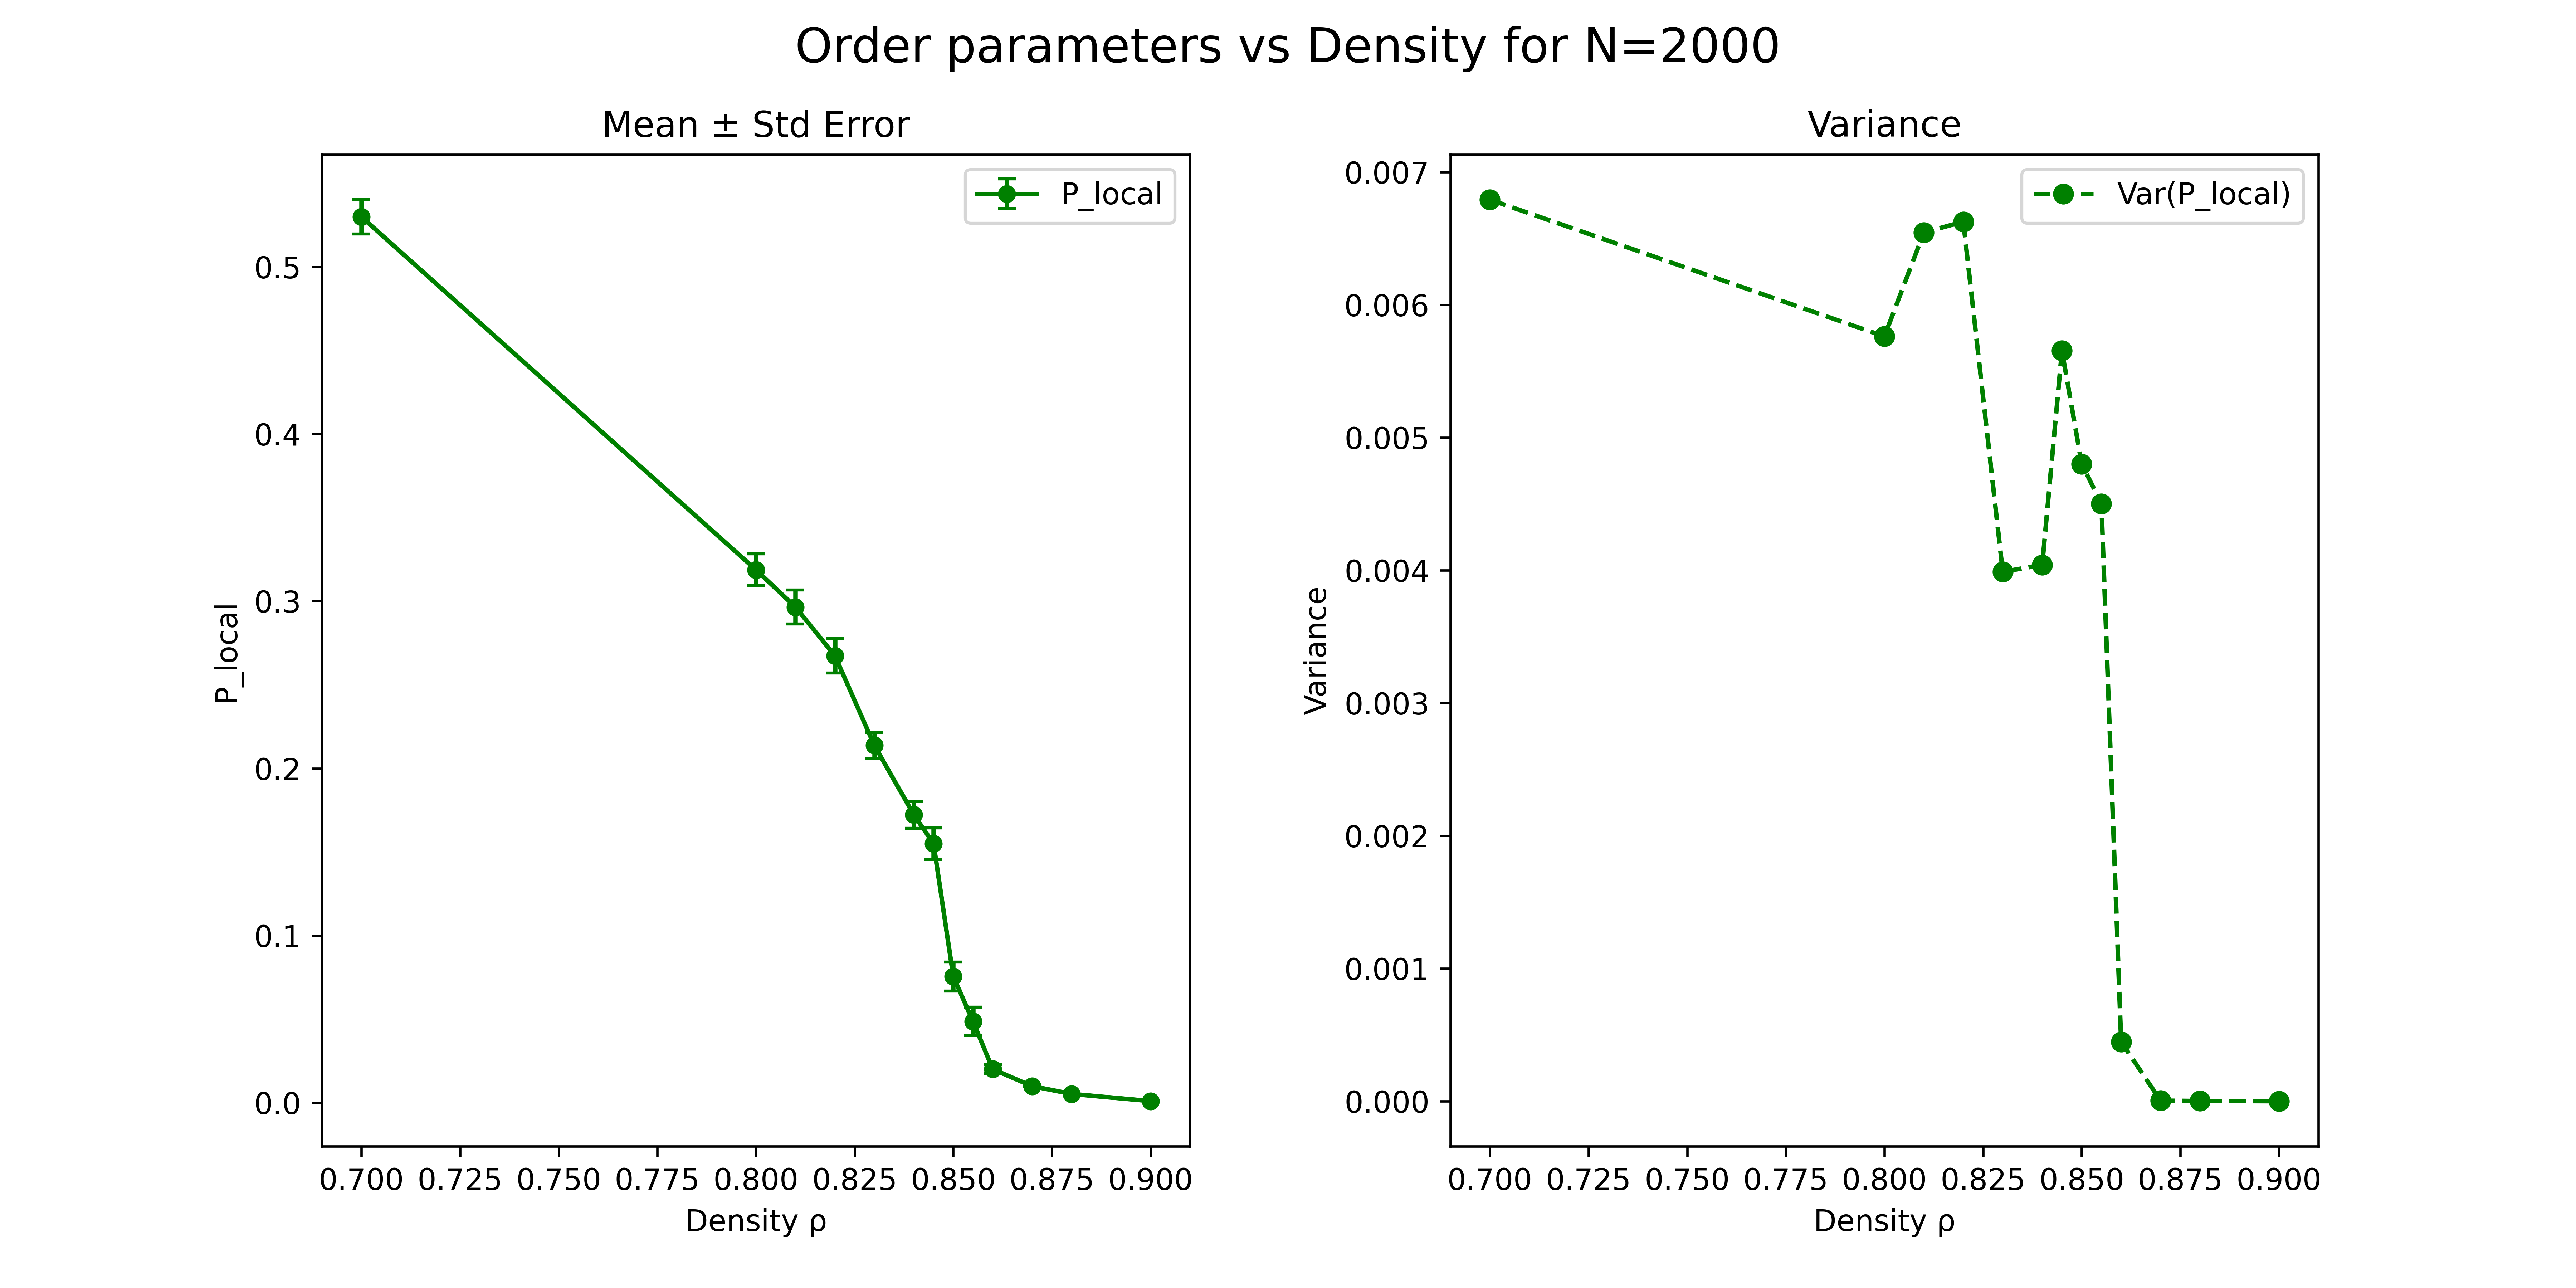 Order parameters vs Density for N=2000
Mean ± Std Error
P_local
0.5
0.4
0.3
0.2
0.1
0.0
P_local
0.700 0.725 0.750 0.775 0.800 0.825 0.850 0.875 0.900
Density ρ
Variance
Var(P_local)
0.007
0.006
0.005
0.004
0.003
0.002
0.001
0.000
Variance
0.700 0.725 0.750 0.775 0.800 0.825 0.850 0.875 0.900
Density ρ